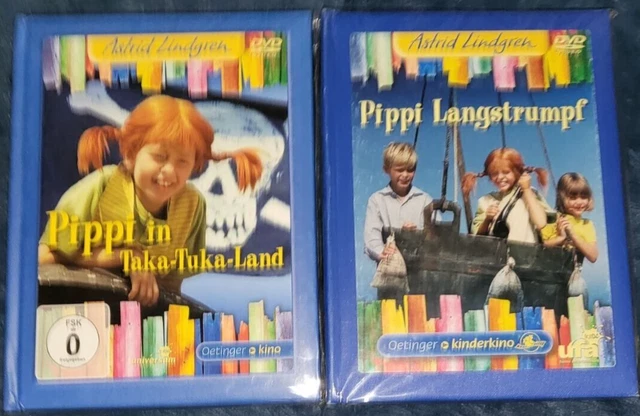 Astrid Lindgren
DVD
Pippi in
Taka-Tuka-Land
FSK
0
universum
Oetinger kino
Astrid Lindgren
DVD
Pippi Langstrumpf
Oetinger kinderkino
ufa